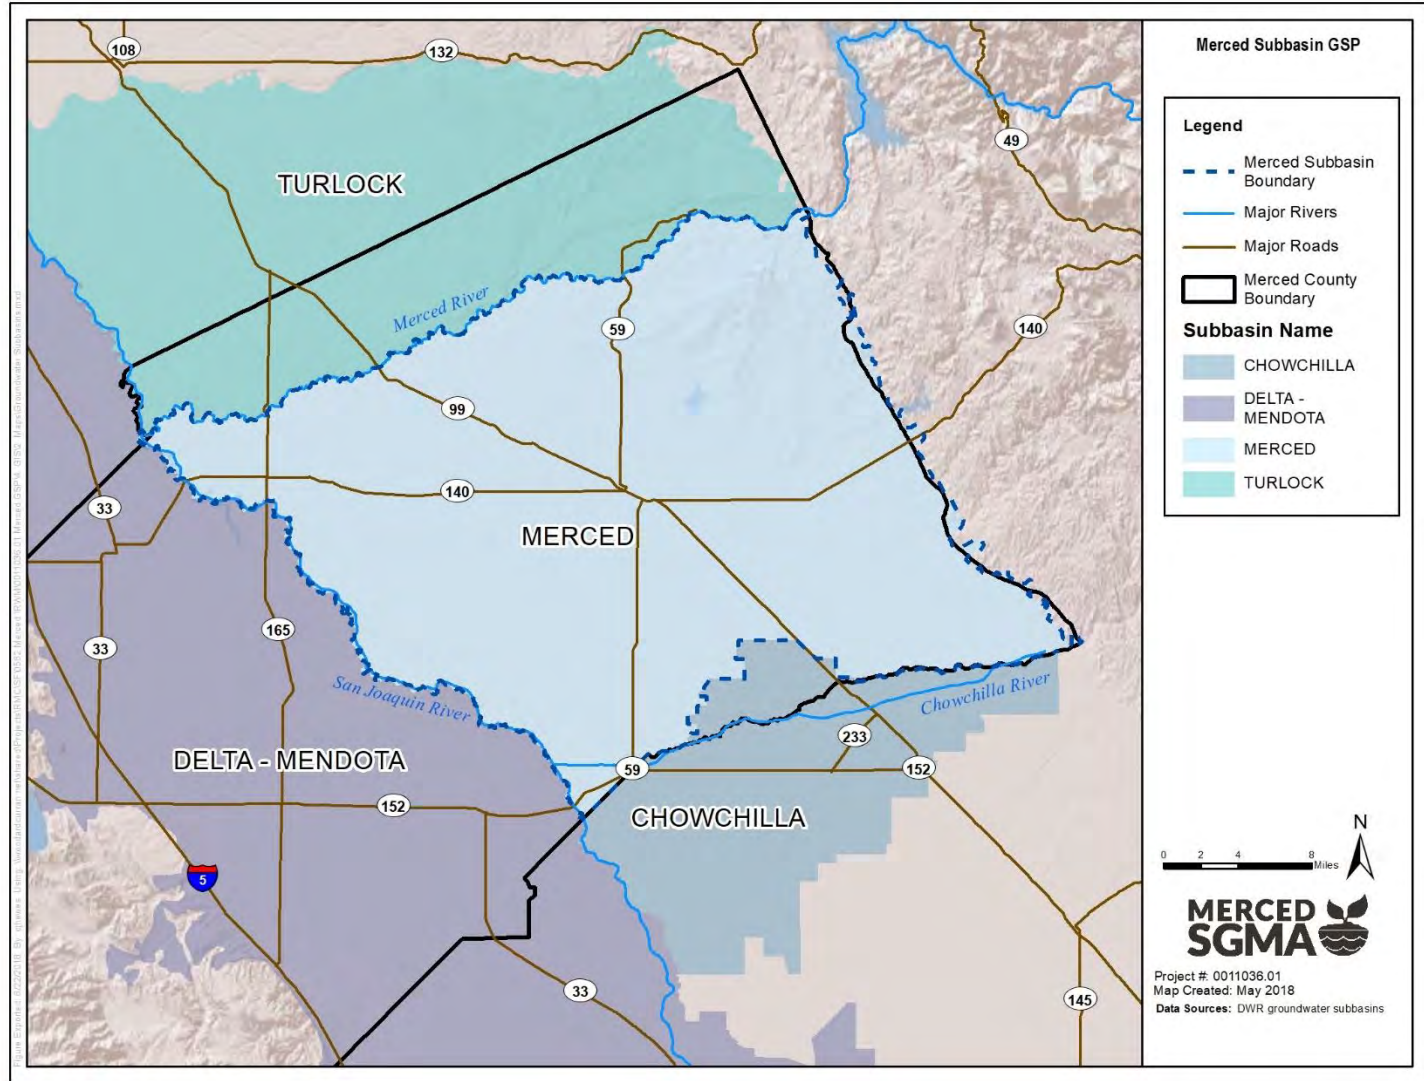 Merced Subbasin GSP
Legend
Merced Subbasin
Boundary
Major Rivers
Major Roads
Merced County
Boundary
Subbasin Name
CHOWCHILLA
DELTA -
MENDOTA
MERCED
TURLOCK
108
132
49
TURLOCK
Merced River
59
140
99
33
140
MERCED
165
33
San Joaquin River
Chowchilla River
233
DELTA - MENDOTA
59
152
152
CHOWCHILLA
5
33
145
N
0 2 4 8
Miles
MERCED
SGMA
Project #: 0011036.01
Map Created: May 2018
Data Sources: DWR groundwater subbasins